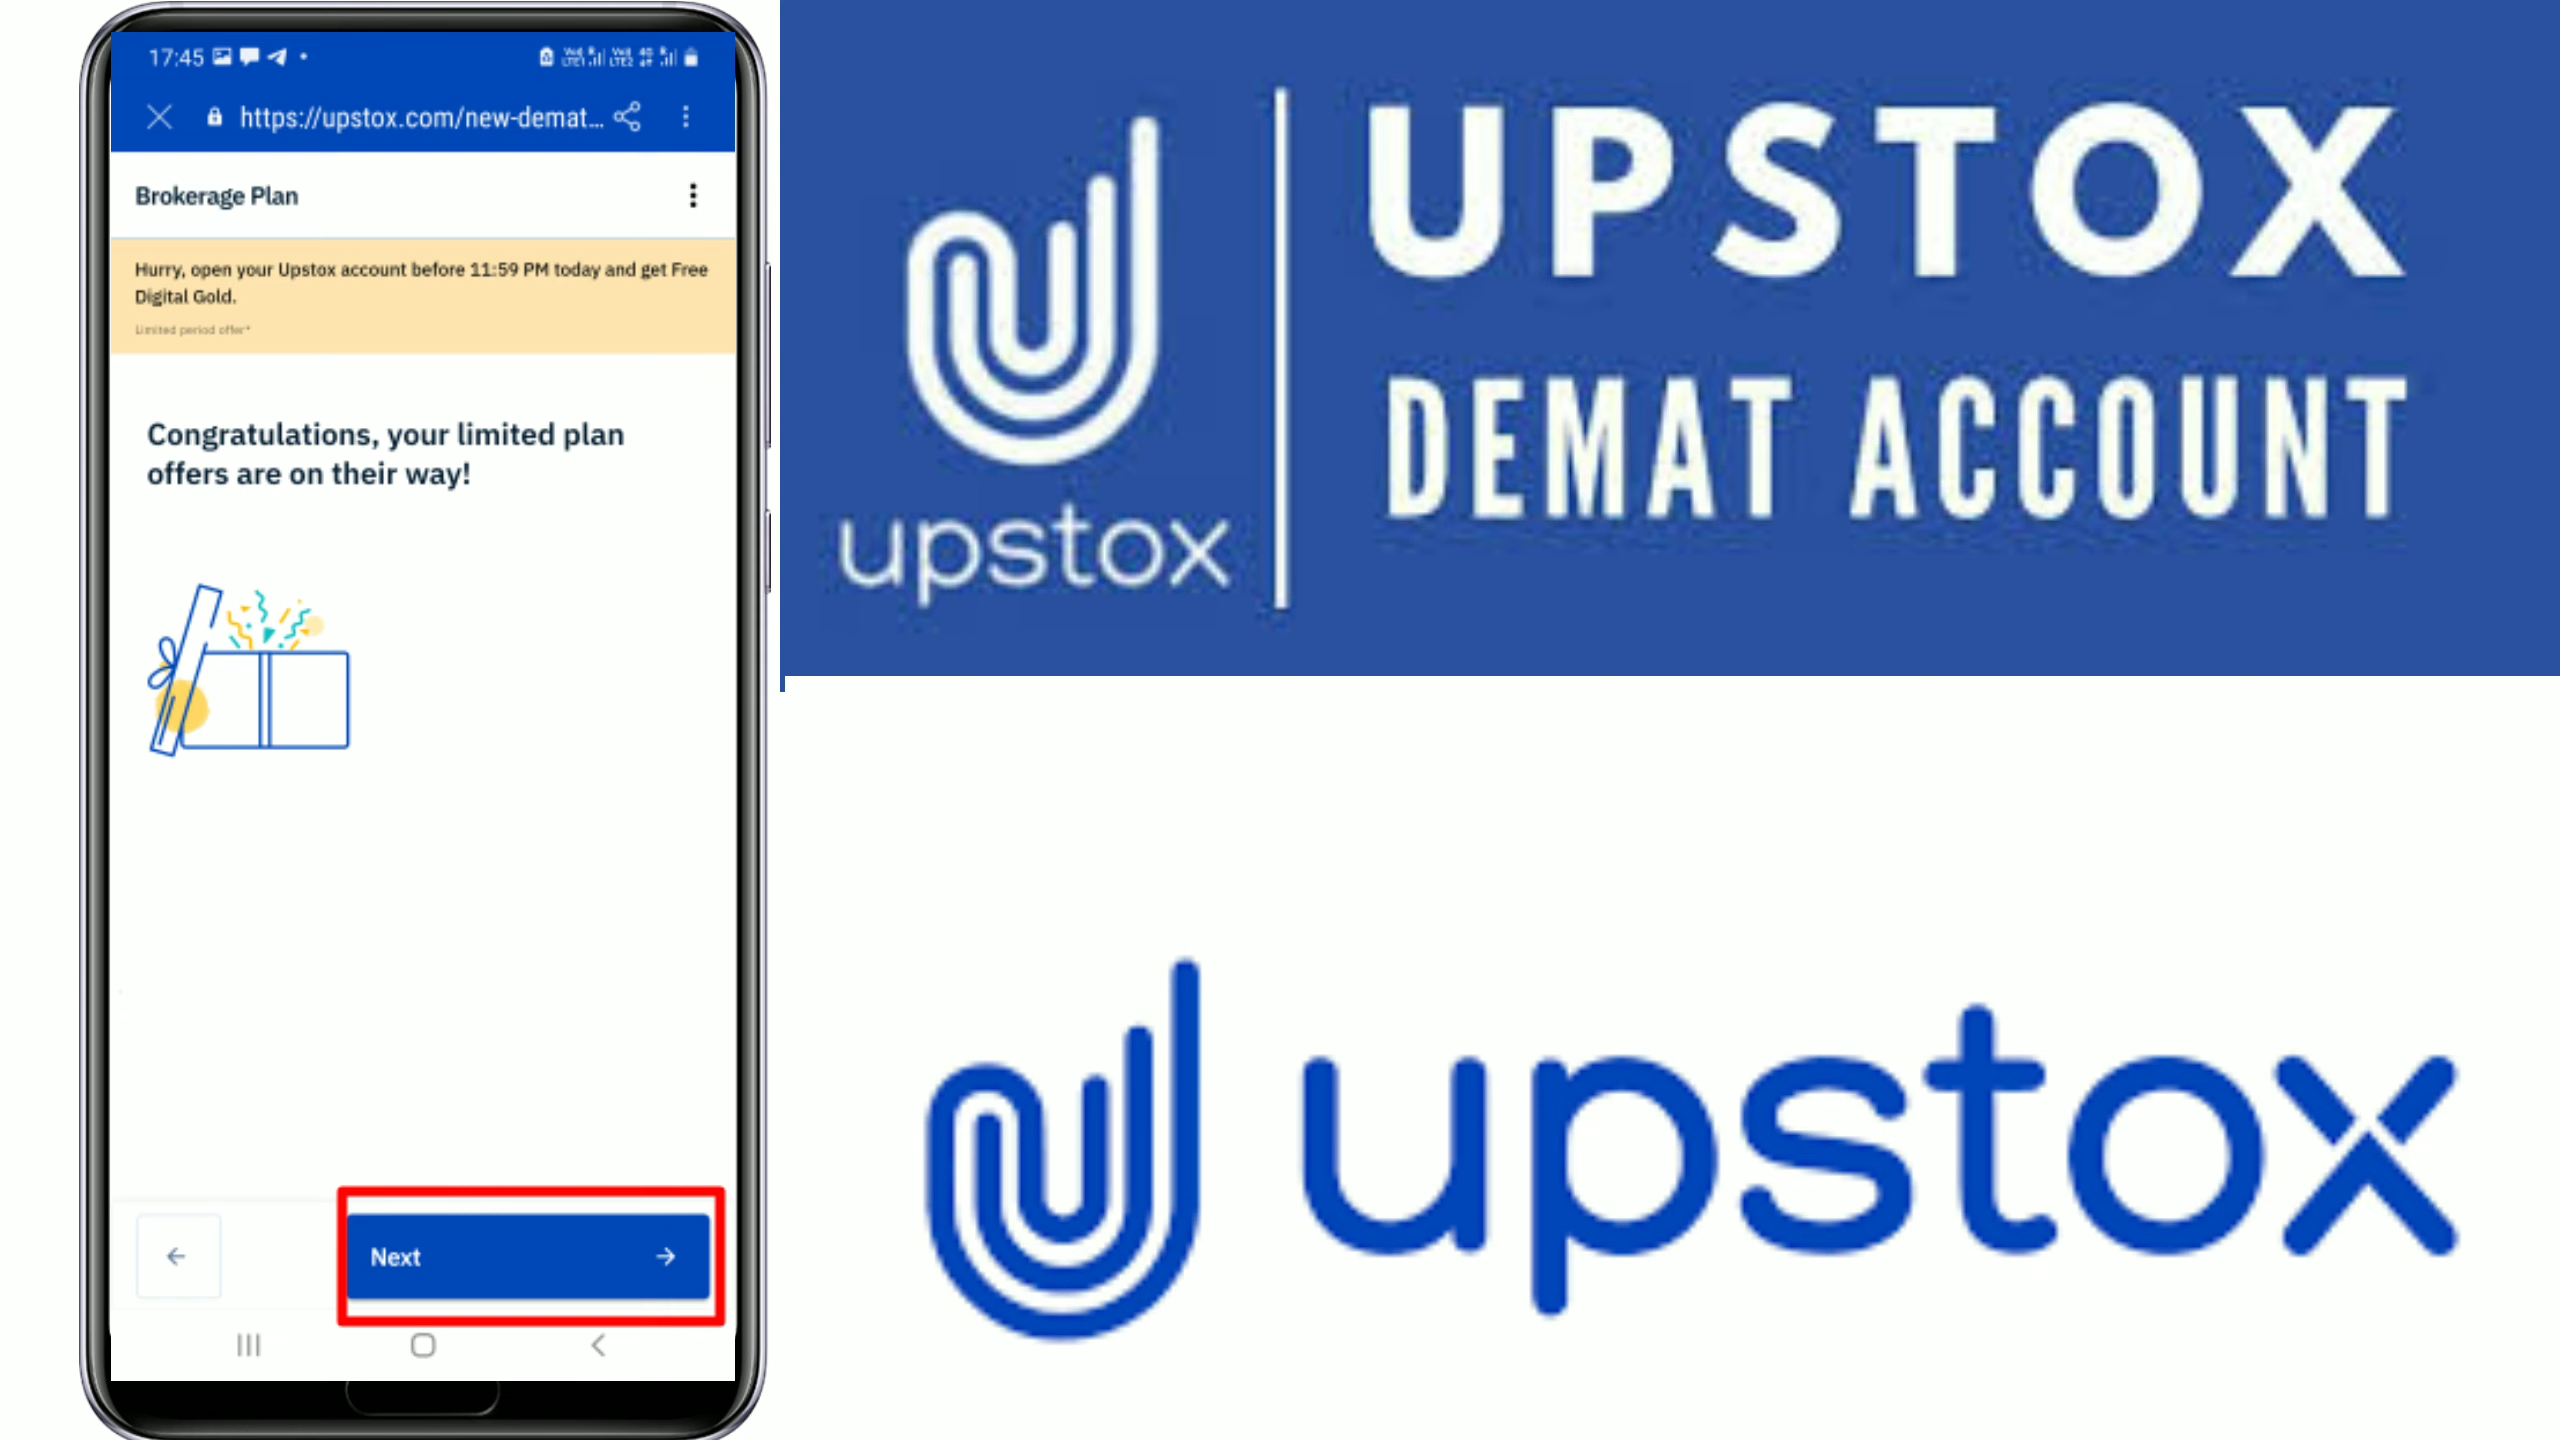 17:45
https://upstox.com/new-demat...
Brokerage Plan
Hurry, open your Upstox account before 11:59 PM today and get Free
Digital Gold.
Limited period offer*
Congratulations, your limited plan
offers are on their way!
Next
UPSTOX
DEMAT ACCOUNT
upstox
upstox